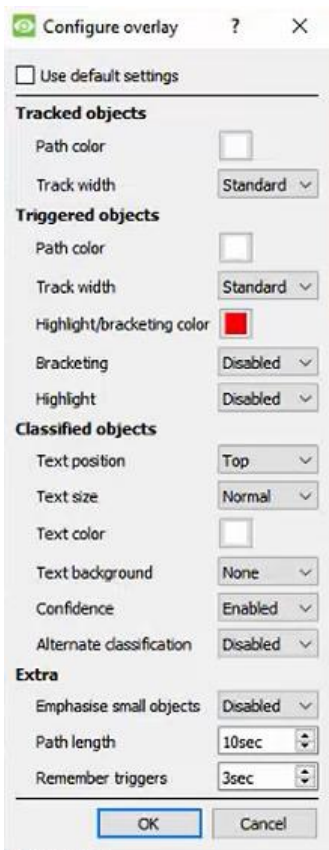 Configure overlay ? ×
Use default settings
Tracked objects
Path color
Track width Standard
Triggered objects
Path color
Track width Standard
Highlight/bracketing color
Bracketing Disabled
Highlight Disabled
Classified objects
Text position Top
Text size Normal
Text color
Text background None
Confidence Enabled
Alternate classification Disabled
Extra
Emphasise small objects Disabled
Path length 10sec
Remember triggers 3sec
OK Cancel